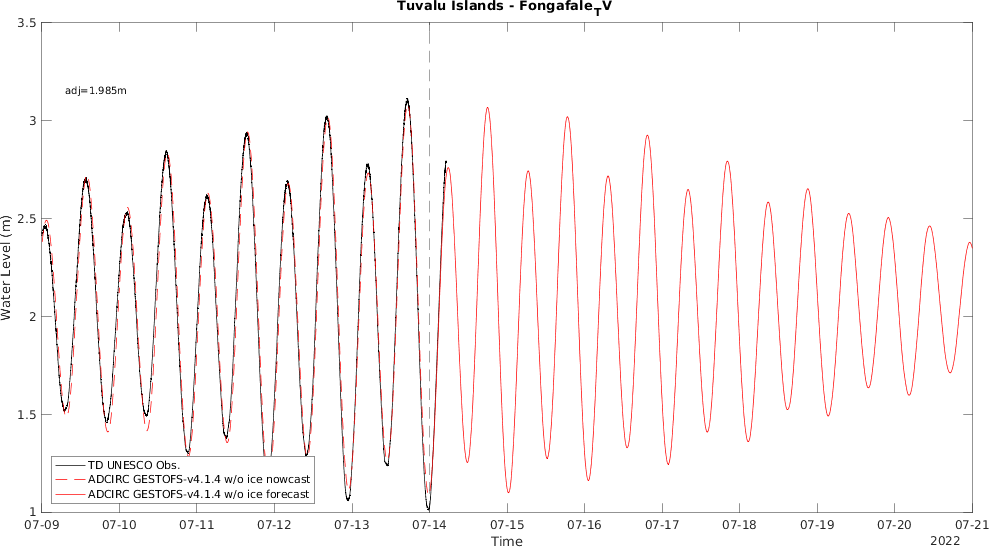 Tuvalu Islands - Fongafale_TV
3.5
3
2.5
2
1.5
1
Water Level (m)
adj=1.985m
TD UNESCO Obs.
ADCIRC GESTOFS-v4.1.4 w/o ice nowcast
ADCIRC GESTOFS-v4.1.4 w/o ice forecast
07-09 07-10 07-11 07-12 07-13 07-14 07-15 07-16 07-17 07-18 07-19 07-20 07-21
Time
2022